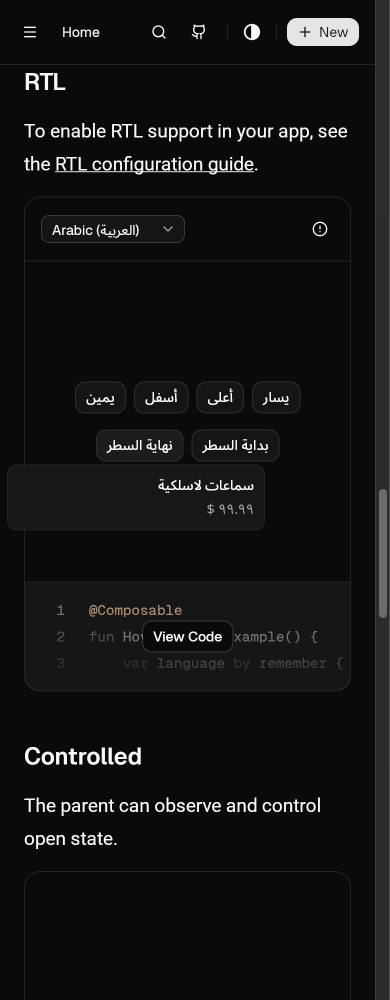 Home
New
RTL
To enable RTL support in your app, see
the RTL configuration guide.
Arabic (العربية)
يسار
أعلى
أسفل
يمين
بداية السطر
نهاية السطر
سماعات لاسلكية
٩٩.٩٩ $
1 @Composable
2 fun Hov xample() {
View Code
3 var language by remember {
Controlled
The parent can observe and control
open state.